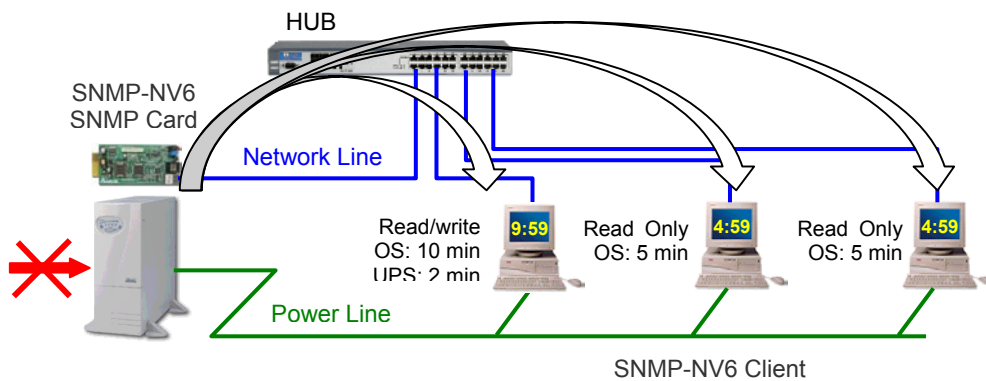 HUB
SNMP-NV6
SNMP Card
Network Line
Read/write
OS: 10 min
UPS: 2 min
9:59
Read Only
OS: 5 min
4:59
Read Only
OS: 5 min
4:59
Power Line
SNMP-NV6 Client